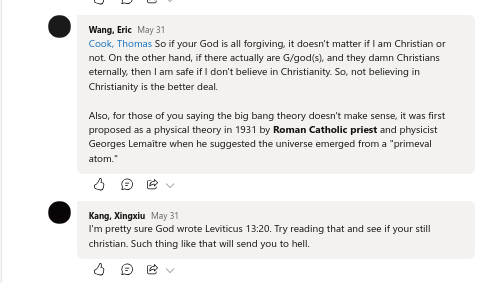 Wang, Eric May 31
Cook, Thomas So if your God is all forgiving, it doesn't matter if I am Christian or
not. On the other hand, if there actually are G/god(s), and they damn Christians
eternally, then I am safe if I don't believe in Christianity. So, not believing in
Christianity is the better deal.
Also, for those of you saying the big bang theory doesn't make sense, it was first
proposed as a physical theory in 1931 by Roman Catholic priest and physicist
Georges Lemaître when he suggested the universe emerged from a "primeval
atom."
Kang, Xingxiu May 31
I'm pretty sure God wrote Leviticus 13:20. Try reading that and see if your still
christian. Such thing like that will send you to hell.